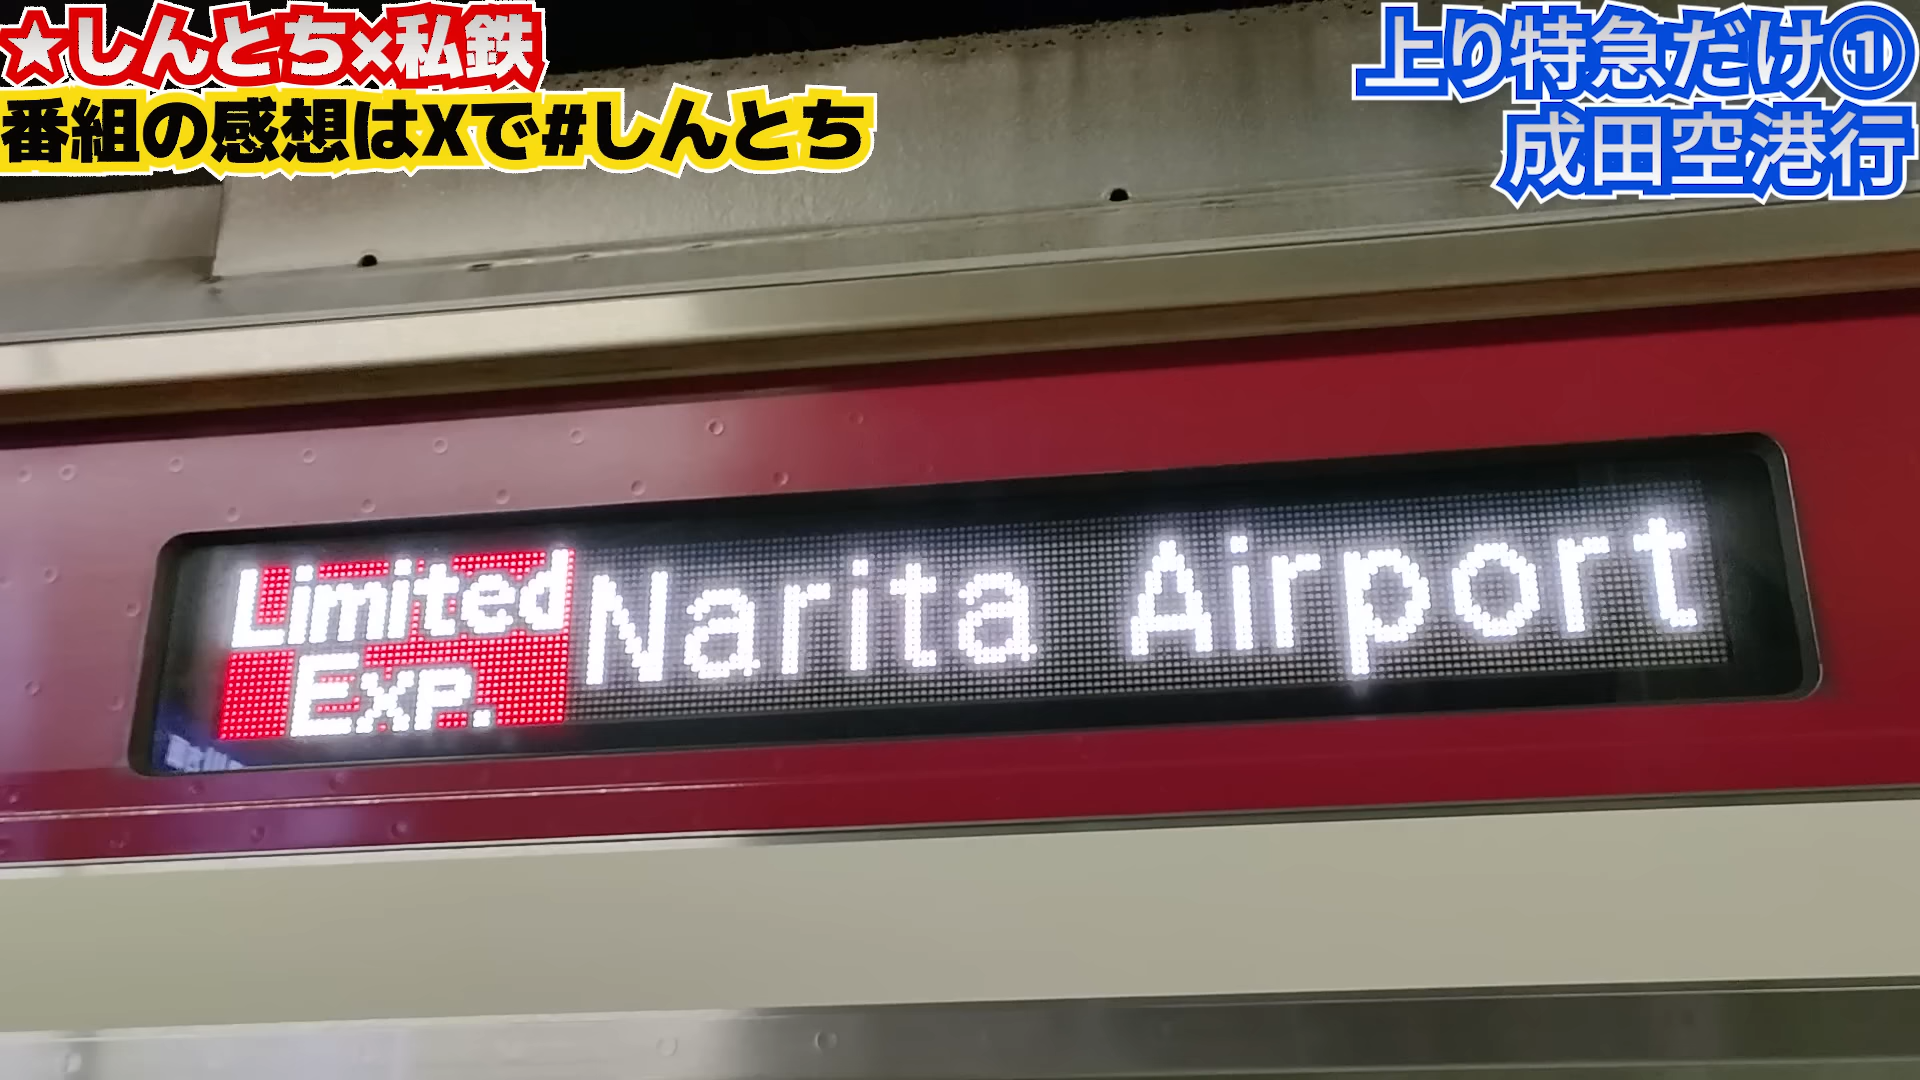 ★しんとち×私鉄
番組の感想はXで#しんとち
上り特急だけ①
成田空港行
Limited
Exp.
Narita Airport